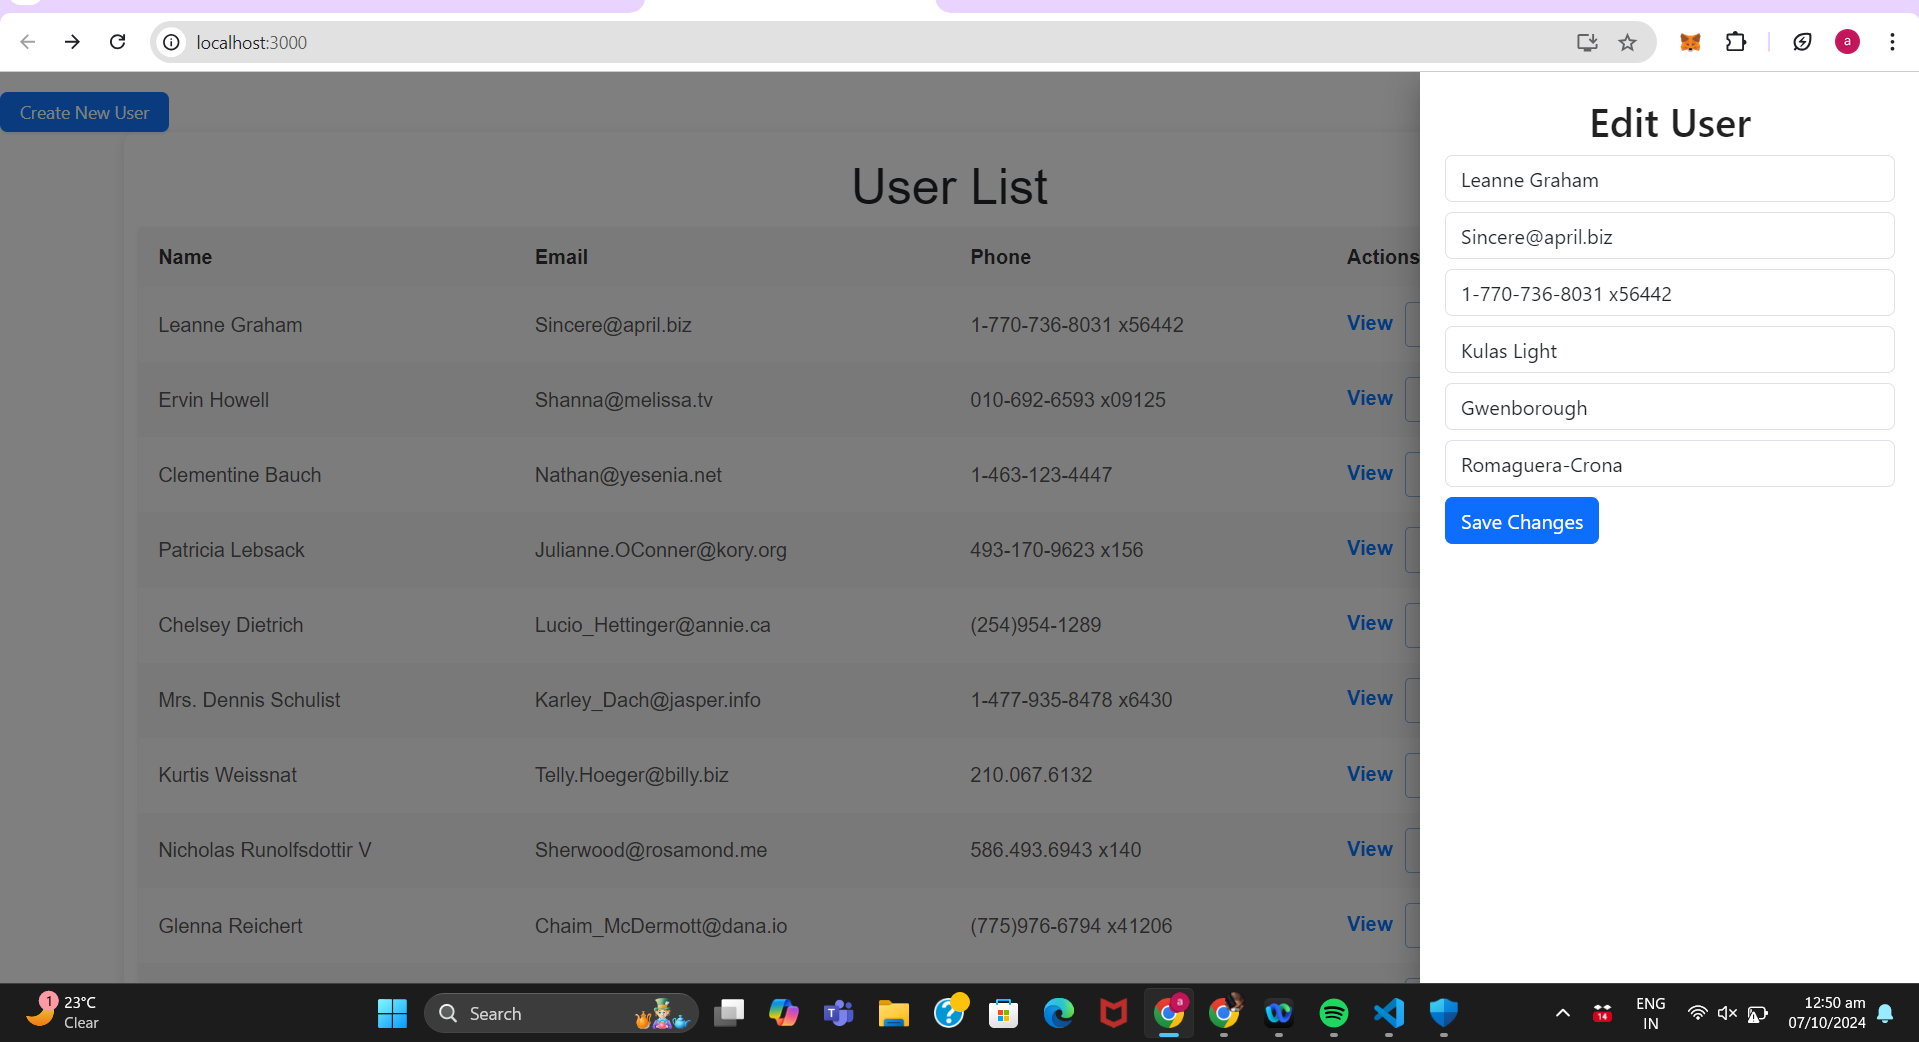 localhost:3000
a
Create New User
User List
Name Email Phone Actions
Leanne Graham Sincere@april.biz 1-770-736-8031 x56442 View
Ervin Howell Shanna@melissa.tv 010-692-6593 x09125 View
Clementine Bauch Nathan@yesenia.net 1-463-123-4447 View
Patricia Lebsack Julianne.OConner@kory.org 493-170-9623 x156 View
Chelsey Dietrich Lucio_Hettinger@annie.ca (254)954-1289 View
Mrs. Dennis Schulist Karley_Dach@jasper.info 1-477-935-8478 x6430 View
Kurtis Weissnat Telly.Hoeger@billy.biz 210.067.6132 View
Nicholas Runolfsdottir V Sherwood@rosamond.me 586.493.6943 x140 View
Glenna Reichert Chaim_McDermott@dana.io (775)976-6794 x41206 View
Edit User
Leanne Graham
Sincere@april.biz
1-770-736-8031 x56442
Kulas Light
Gwenborough
Romaguera-Crona
Save Changes
1
23°C
Clear
Search
T
a
14
ENG
IN
12:50 am
07/10/2024